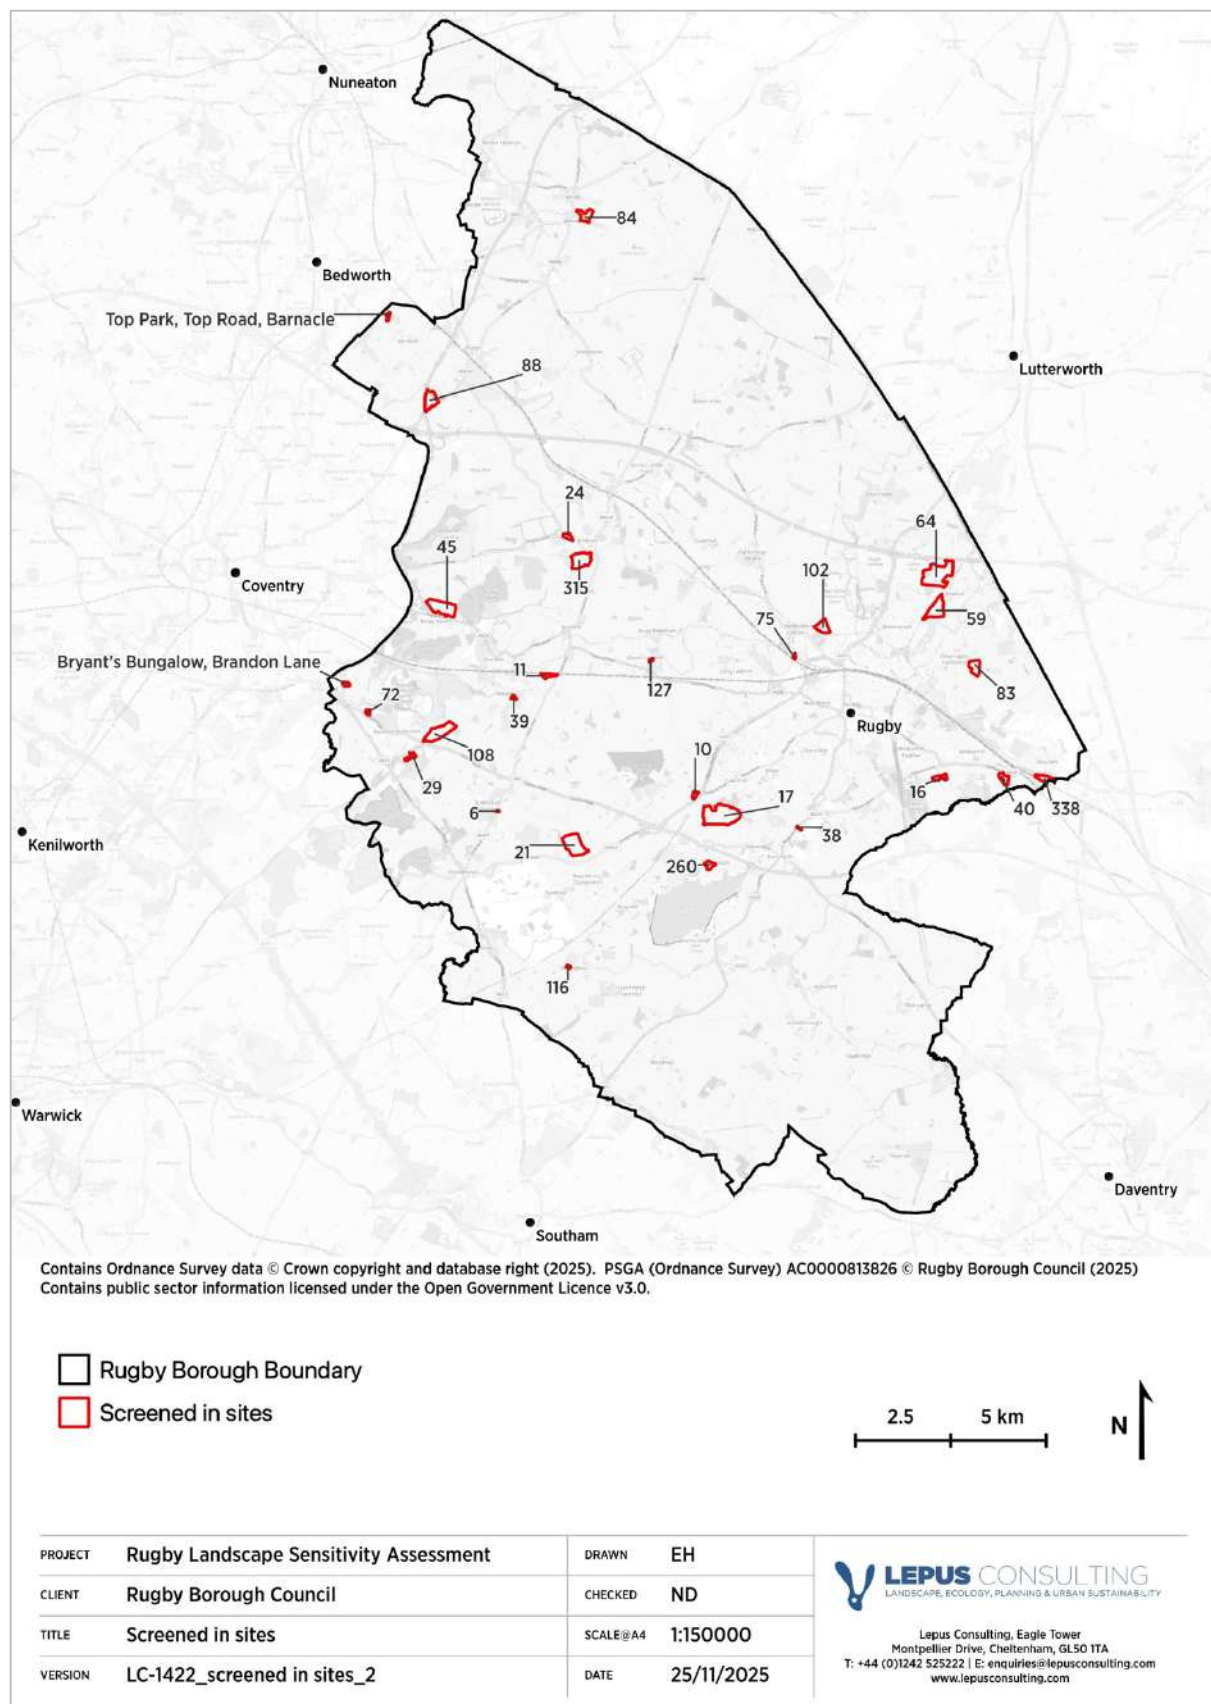 Nuneaton
84
Bedworth
Top Park, Top Road, Barnacle
88
Lutterworth
24
45
64
Coventry
315
102
59
75
Bryant's Bungalow, Brandon Lane
11
127
83
72
39
Rugby
108
10
29
17
16
40
338
6
38
Kenilworth
21
260
116
Warwick
Daventry
Southam
Contains Ordnance Survey data © Crown copyright and database right (2025). PSGA (Ordnance Survey) AC0000813826 © Rugby Borough Council (2025)
Contains public sector information licensed under the Open Government Licence v3.0.
Rugby Borough Boundary
Screened in sites
2.5 5 km
N
PROJECT Rugby Landscape Sensitivity Assessment DRAWN EH
CLIENT Rugby Borough Council CHECKED ND
TITLE Screened in sites SCALE@A4 1:150000
VERSION LC-1422_screened in sites_2 DATE 25/11/2025
LEPUS CONSULTING
LANDSCAPE, ECOLOGY, PLANNING & URBAN SUSTAINABILITY
Lepus Consulting, Eagle Tower
Montpellier Drive, Cheltenham, GL50 1TA
T: +44 (0)1242 525222 | E: enquiries@lepusconsulting.com
www.lepusconsulting.com